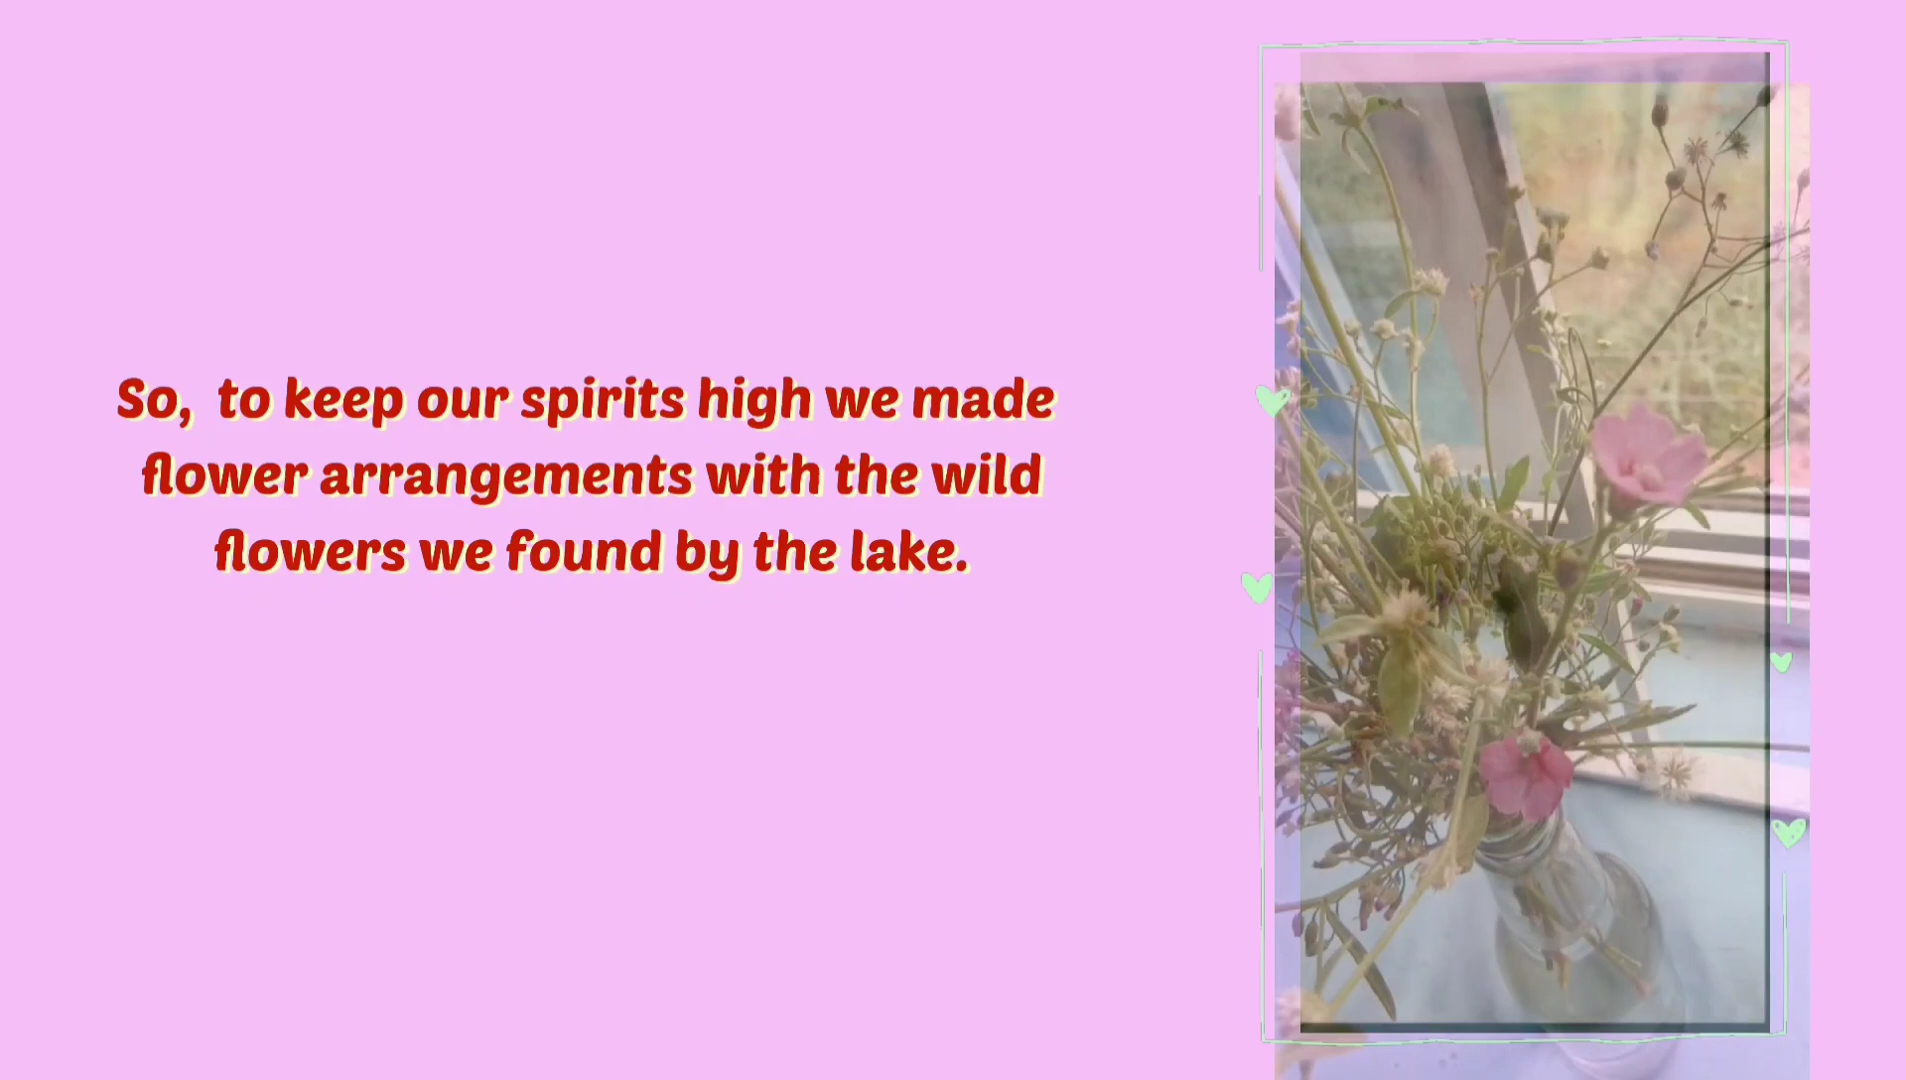 So,  to keep our spirits high we made
flower arrangements with the wild
flowers we found by the lake.